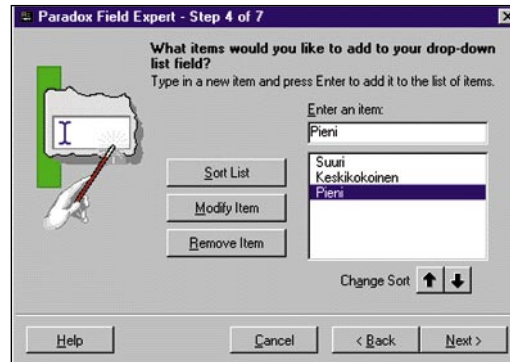 Paradox Field Expert - Step 4 of 7
What items would you like to add to your drop-down
list field?
Type in a new item and press Enter to add it to the list of items.
Enter an item:
Pieni
Sort List
Modify Item
Remove Item
Suuri
Keskikokoinen
Pieni
Change Sort
Help
Cancel
< Back
Next >